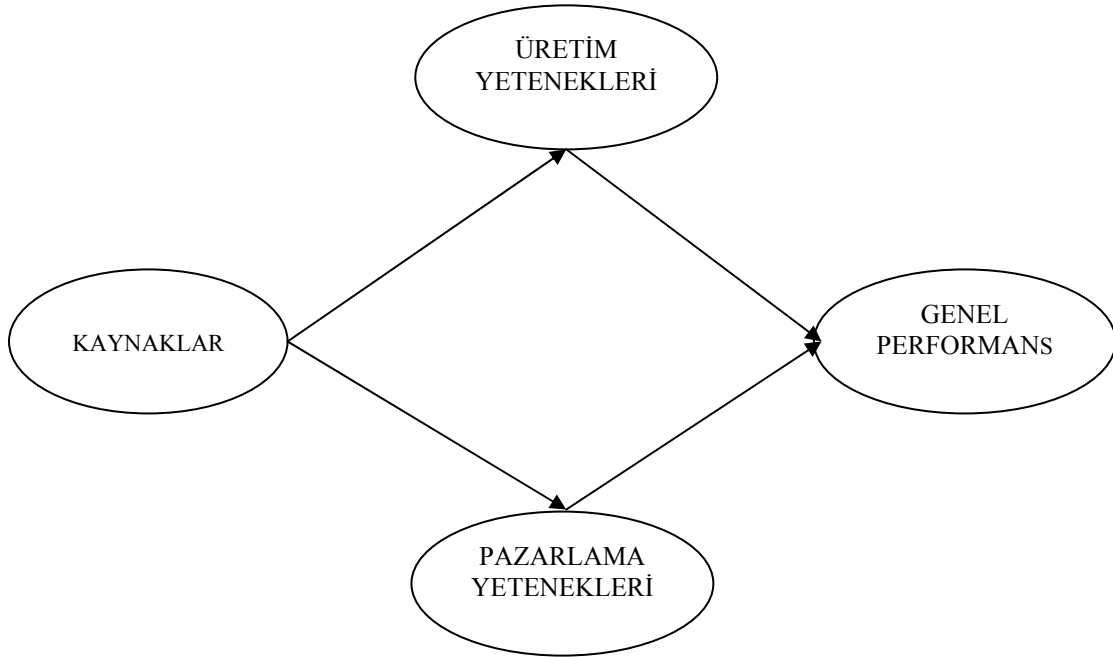 ÜRETİM
YETENEKLERİ
KAYNAKLAR
GENEL
PERFORMANS
PAZARLAMA
YETENEKLERİ